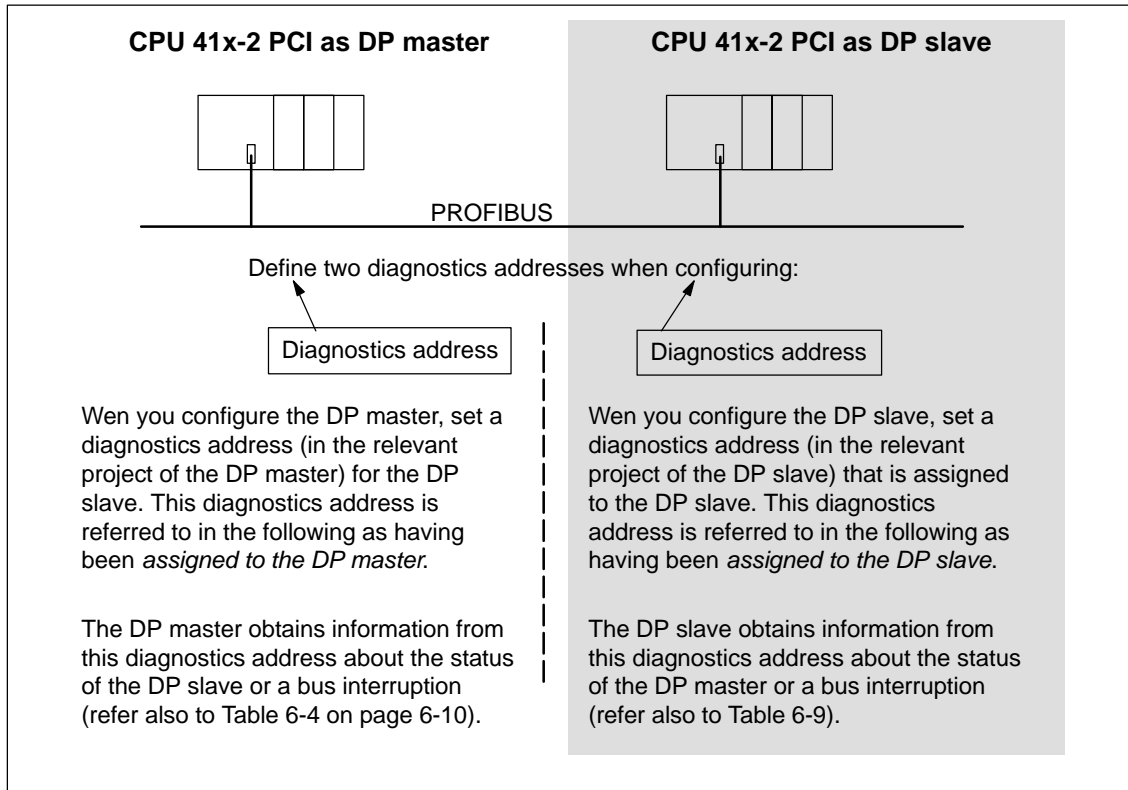 CPU 41x-2 PCI as DP master
CPU 41x-2 PCI as DP slave
PROFIBUS
Define two diagnostics addresses when configuring:
Diagnostics address
Diagnostics address
Wen you configure the DP master, set a
diagnostics address (in the relevant
project of the DP master) for the DP
slave. This diagnostics address is
referred to in the following as having
been assigned to the DP master.
The DP master obtains information from
this diagnostics address about the status
of the DP slave or a bus interruption
(refer also to Table 6-4 on page 6-10).
Wen you configure the DP slave, set a
diagnostics address (in the relevant
project of the DP slave) that is assigned
to the DP slave. This diagnostics
address is referred to in the following as
having been assigned to the DP slave.
The DP slave obtains information from
this diagnostics address about the status
of the DP master or a bus interruption
(refer also to Table 6-9).